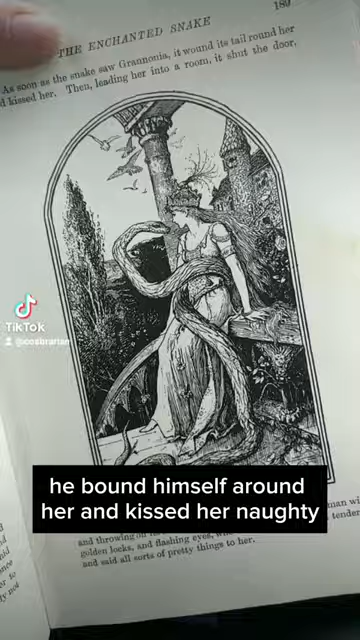 THE ENCHANTED SNAKE 189
As soon as the snake saw Grannonia, it wound its tail round her
kissed her. Then, leading her into a room, it shut the door,
TikTok
he bound himself around
her and kissed her naughty
and throwing
golden locks, and flashing eyes,
and said all sorts of pretty things to her.